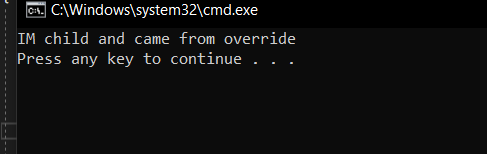 C:\Windows\system32\cmd.exe
IM child and came from override
Press any key to continue . . .